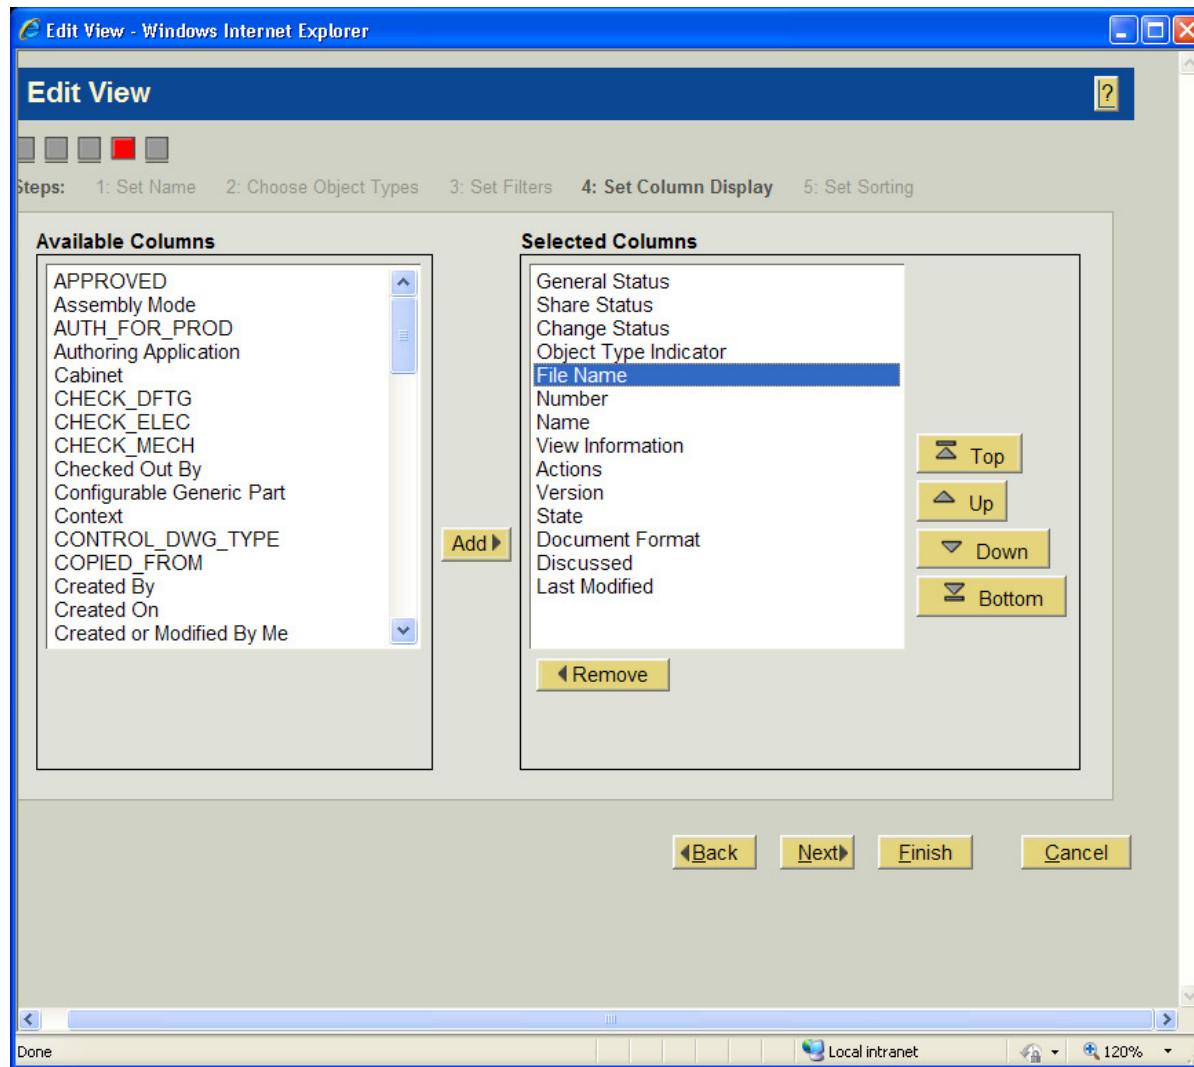 Edit View - Windows Internet Explorer
Edit View
?
Steps: 1: Set Name 2: Choose Object Types 3: Set Filters 4: Set Column Display 5: Set Sorting
Available Columns
APPROVED
Assembly Mode
AUTH_FOR_PROD
Authoring Application
Cabinet
CHECK_DFTG
CHECK_ELEC
CHECK_MECH
Checked Out By
Configurable Generic Part
Context
CONTROL_DWG_TYPE
COPIED_FROM
Created By
Created On
Created or Modified By Me
Add
Selected Columns
General Status
Share Status
Change Status
Object Type Indicator
File Name
Number
Name
View Information
Actions
Version
State
Document Format
Discussed
Last Modified
Top
Up
Down
Bottom
Remove
Back Next Finish Cancel
Done Local intranet 120%